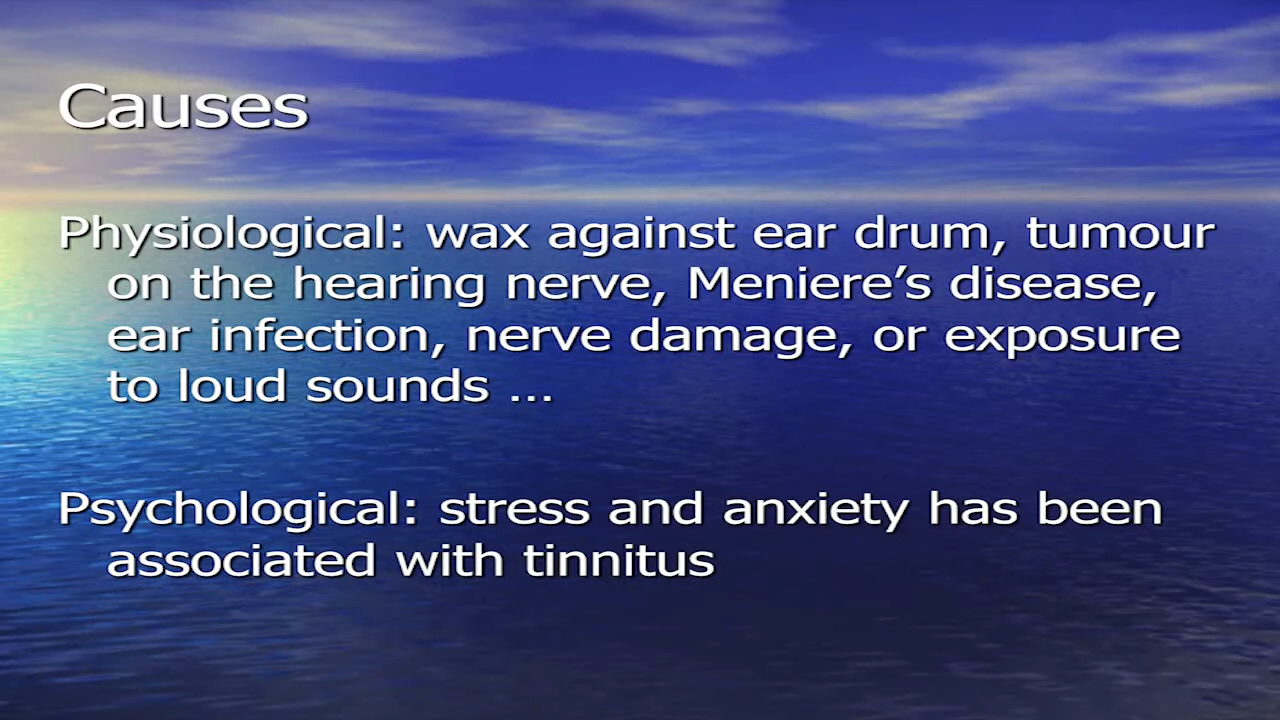 Causes
Physiological: wax against ear drum, tumour
on the hearing nerve, Meniere’s disease,
ear infection, nerve damage, or exposure
to loud sounds …
Psychological: stress and anxiety has been
associated with tinnitus